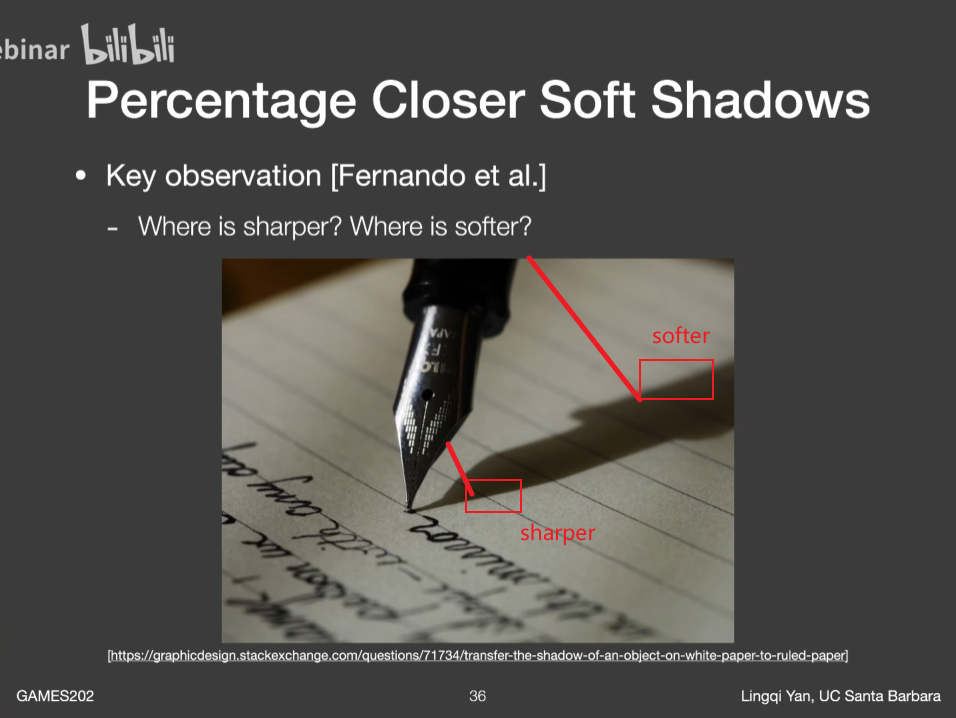 ebinar bilibili
Percentage Closer Soft Shadows
• Key observation [Fernando et al.]
- Where is sharper? Where is softer?
softer
sharper
[https://graphicdesign.stackexchange.com/questions/71734/transfer-the-shadow-of-an-object-on-white-paper-to-ruled-paper]
GAMES202
36
Lingqi Yan, UC Santa Barbara